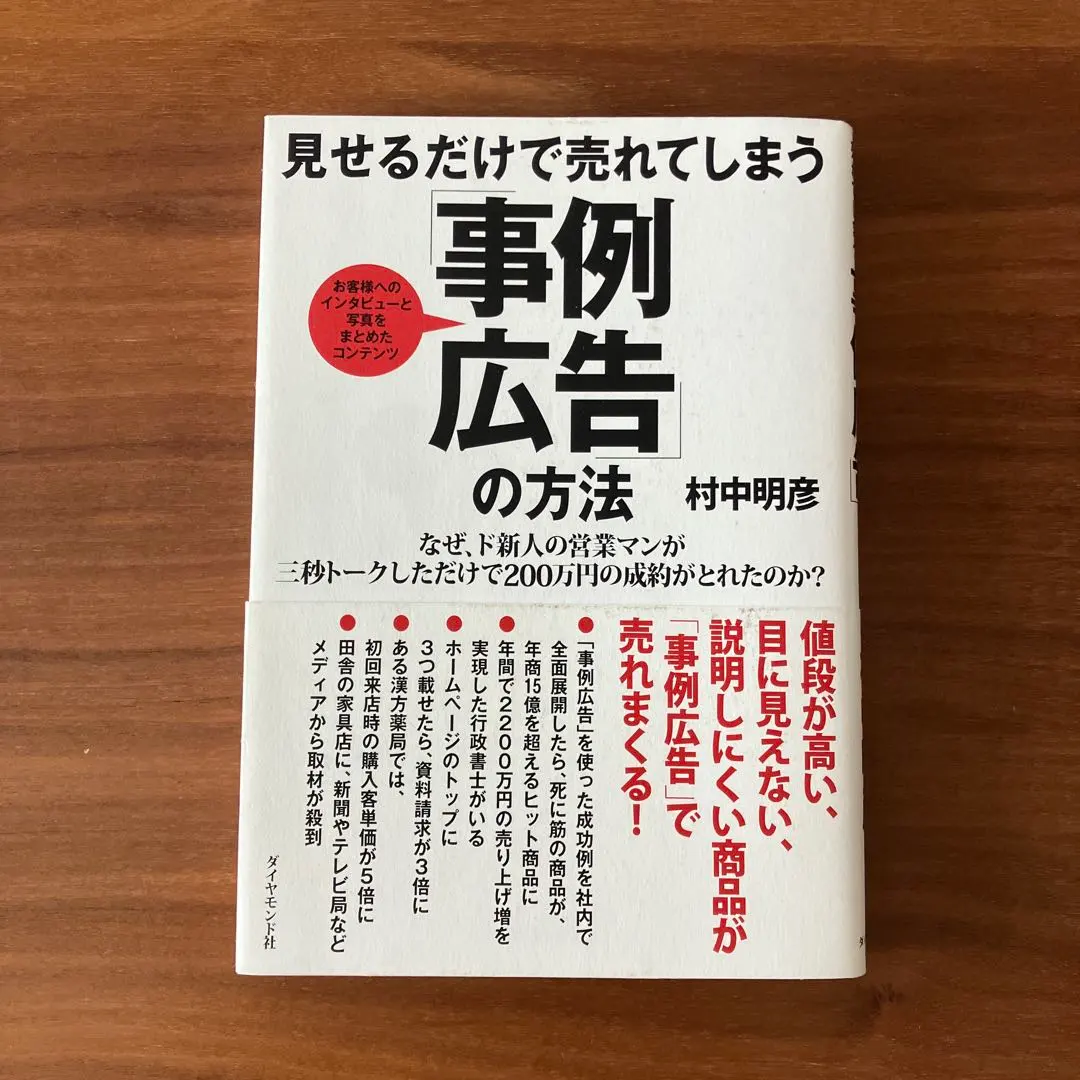 見せるだけで売れてしまう
「事例
広告」
の方法
お客様への
インタビューと
写真を
まとめた
コンテンツ
村中明彦
なぜ、ド新人の営業マンが
三秒トークしただけで200万円の成約がとれたのか?
値段が高い、
目に見えない、
説明しにくい商品が
「事例広告」で
売れまくる!
●「事例広告」を使った成功例を社内で
全面展開したら、死に筋の商品が、
年商15億を超えるヒット商品に
●年間で2200万円の売り上げ増を
実現した行政書士がいる
●ホームページのトップに
3つ載せたら、資料請求が3倍に
●ある漢方薬局では、
初回来店時の購入客単価が5倍に
●田舎の家具店に、新聞やテレビ局など
メディアから取材が殺到
ダイヤモンド社